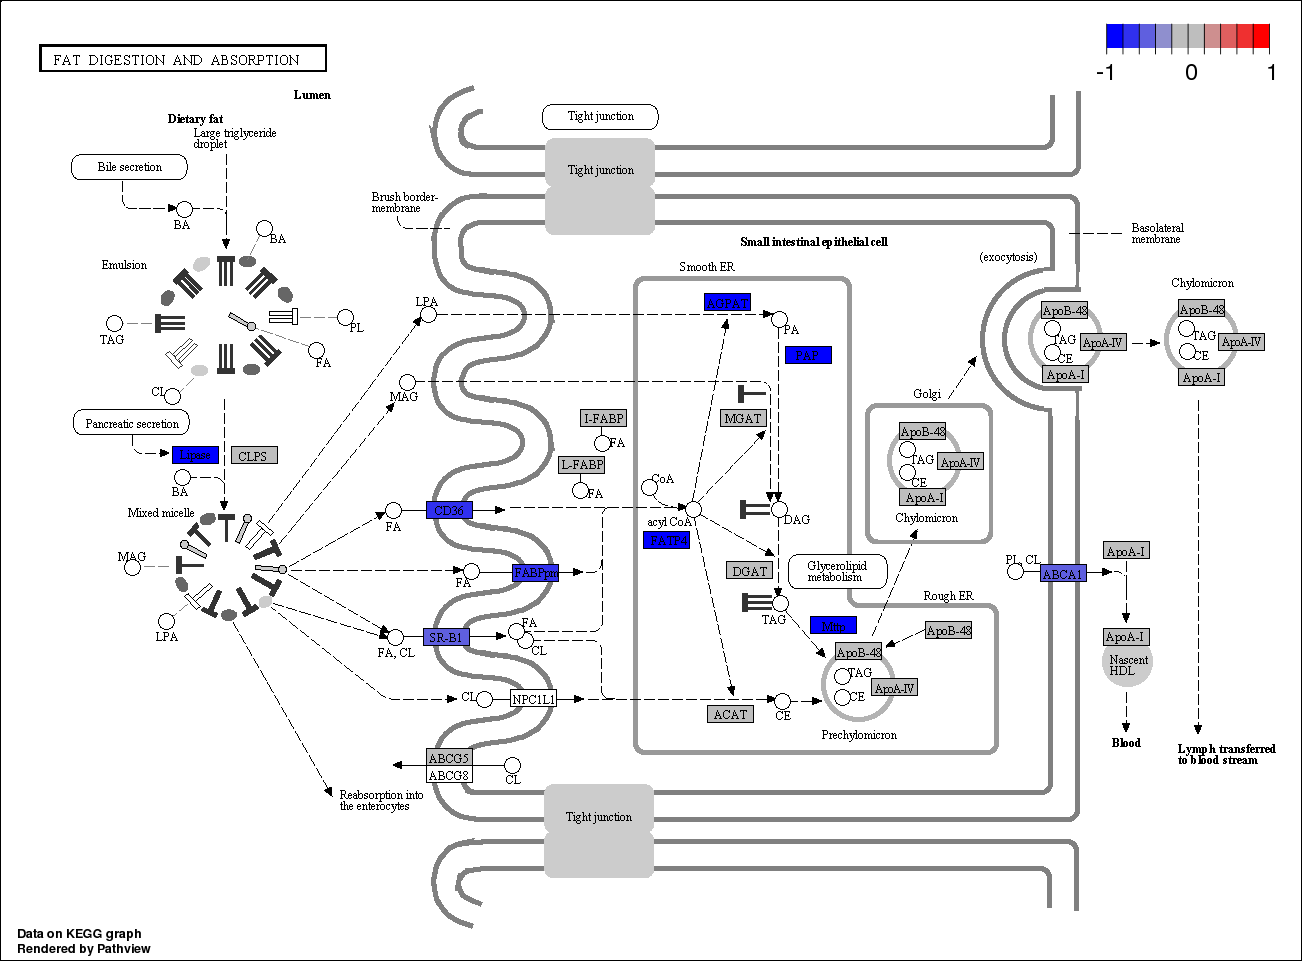 FAT DIGESTION AND ABSORPTION
-1
0
1
Lumen
Dietary fat
Large triglyceride
droplet
Bile secretion
BA
BA
Emulsion
TAG
PL
FA
CL
Pancreatic secretion
Lipase
CLPS
BA
Mixed micelle
MAG
LPA
Tight junction
Tight junction
Brush border-
membrane
Small intestinal epithelial cell
Basolateral
membrane
(exocytosis)
Smooth ER
LPA
AGPAT
PA
PAP
MAG
MGAT
I-FABP
FA
L-FABP
FA
CoA
acyl CoA
FATP4
DAG
DGAT
Glycerolipid
metabolism
TAG
FA
CD36
FA
FABPpm
FA, CL
SR-B1
FA
CL
CL
NPC1L1
ACAT
CE
ABCG5
ABCG8
CL
Reabsorption into
the enterocytes
Tight junction
Rough ER
Mtp
ApoB-48
ApoB-48
TAG
ApoA-IV
CE
Prechylomicron
Golgi
ApoB-48
TAG
ApoA-IV
CE
ApoA-I
Chylomicron
ApoB-48
TAG
ApoA-IV
CE
ApoA-I
Chylomicron
ApoB-48
TAG
ApoA-IV
CE
ApoA-I
PL, CL
ABCA1
ApoA-I
ApoA-I
Nascent
HDL
Blood
Lymph transferred
to blood stream
Data on KEGG graph
Rendered by Pathview